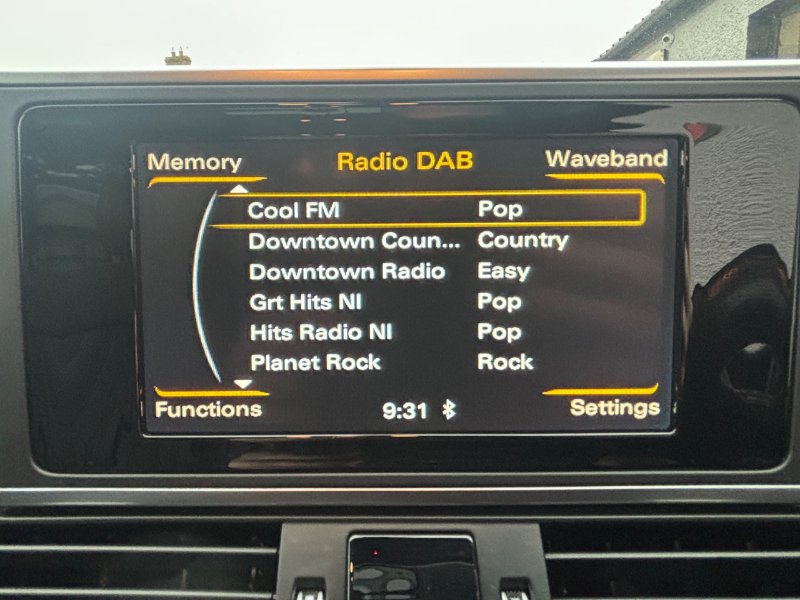 Memory Radio DAB Waveband
Cool FM Pop
Downtown Coun... Country
Downtown Radio Easy
Grt Hits NI Pop
Hits Radio NI Pop
Planet Rock Rock
Functions 9:31 Settings